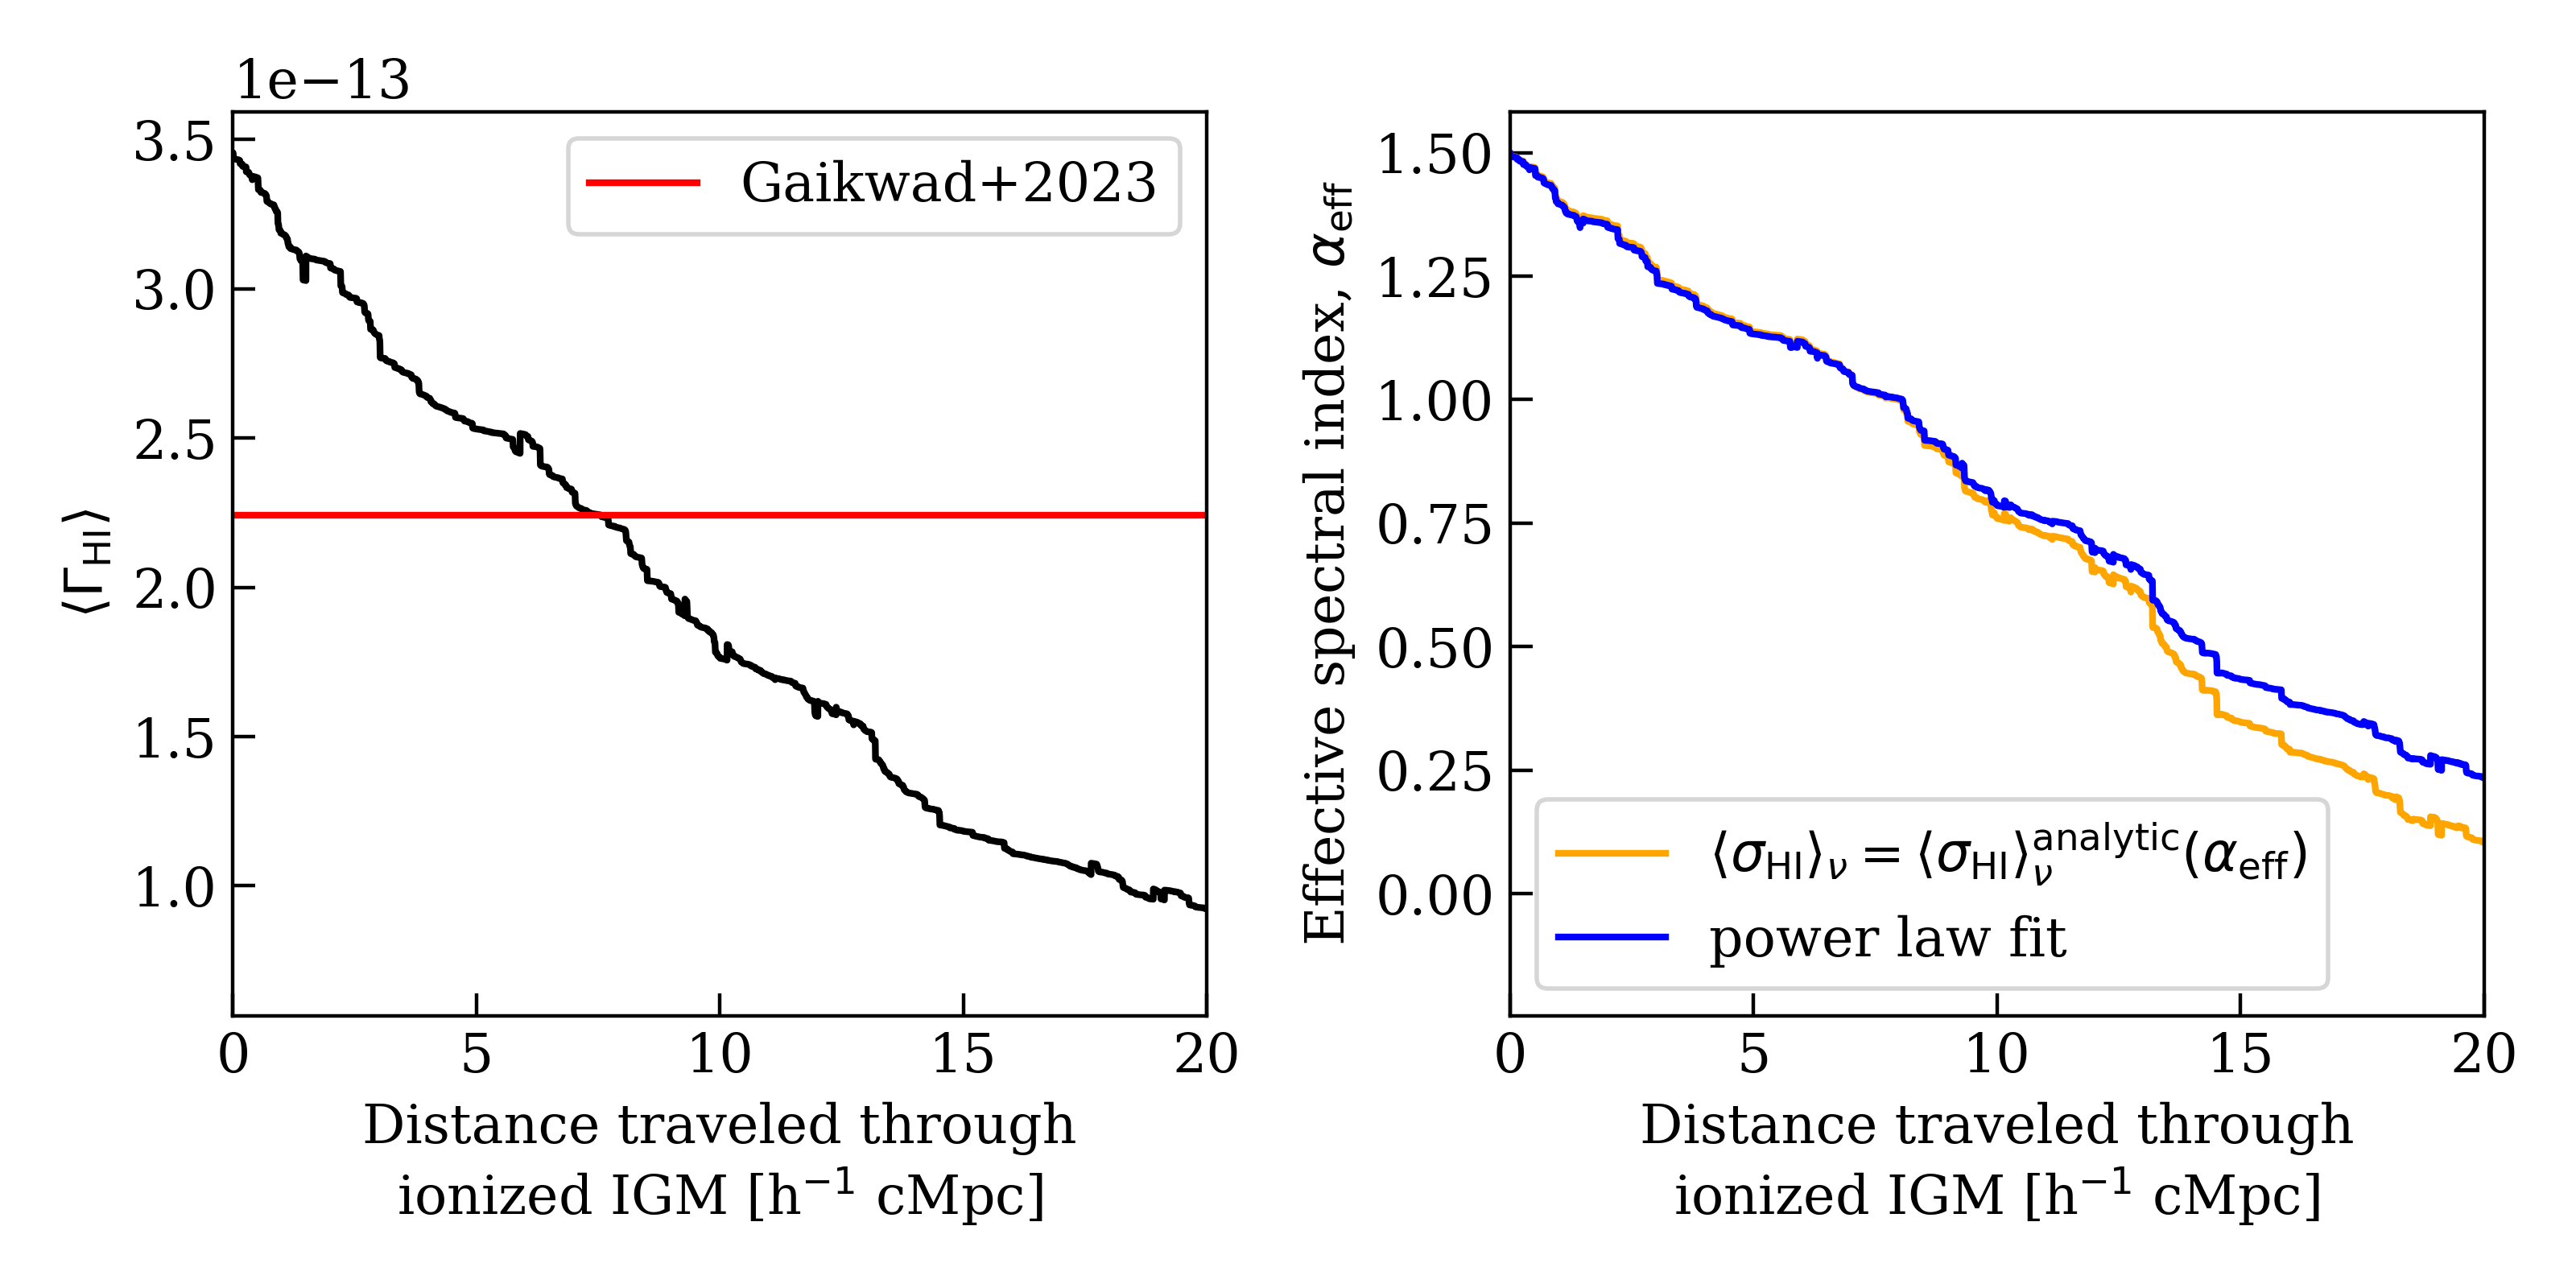 1e−13
3.5
3.0
2.5
2.0
1.5
1.0
⟨Γ_HI⟩
Gaikwad+2023
0 5 10 15 20
Distance traveled through
ionized IGM [h⁻¹ cMpc]
1.50
1.25
1.00
0.75
0.50
0.25
0.00
Effective spectral index, α_eff
⟨σ_HI⟩_ν = ⟨σ_HI⟩_ν^analytic(α_eff)
power law fit
0 5 10 15 20
Distance traveled through
ionized IGM [h⁻¹ cMpc]